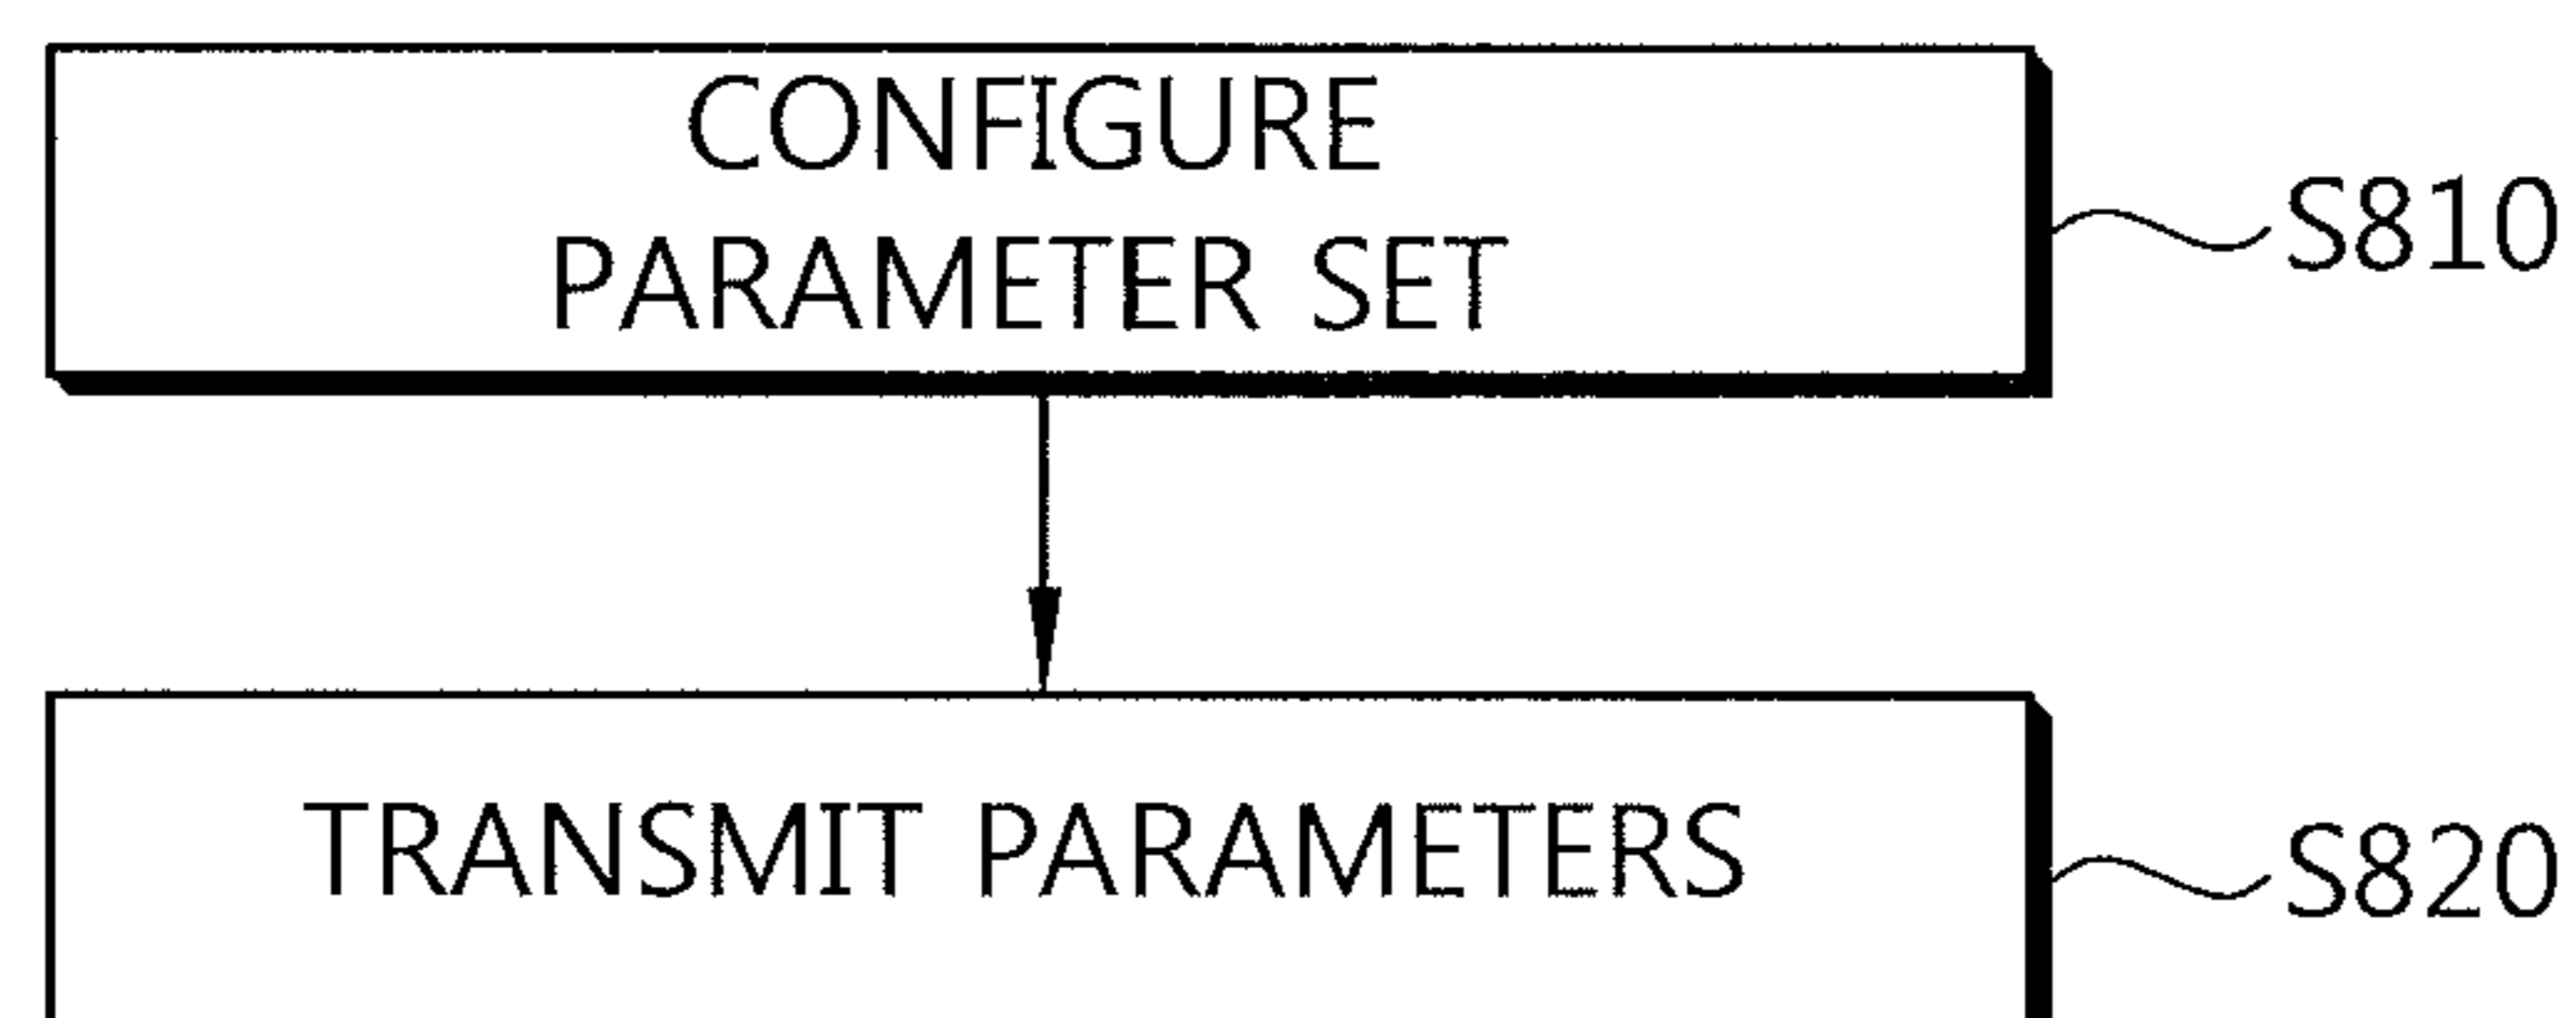 CONFIGURE
PARAMETER SET
S810
TRANSMIT PARAMETERS
S820